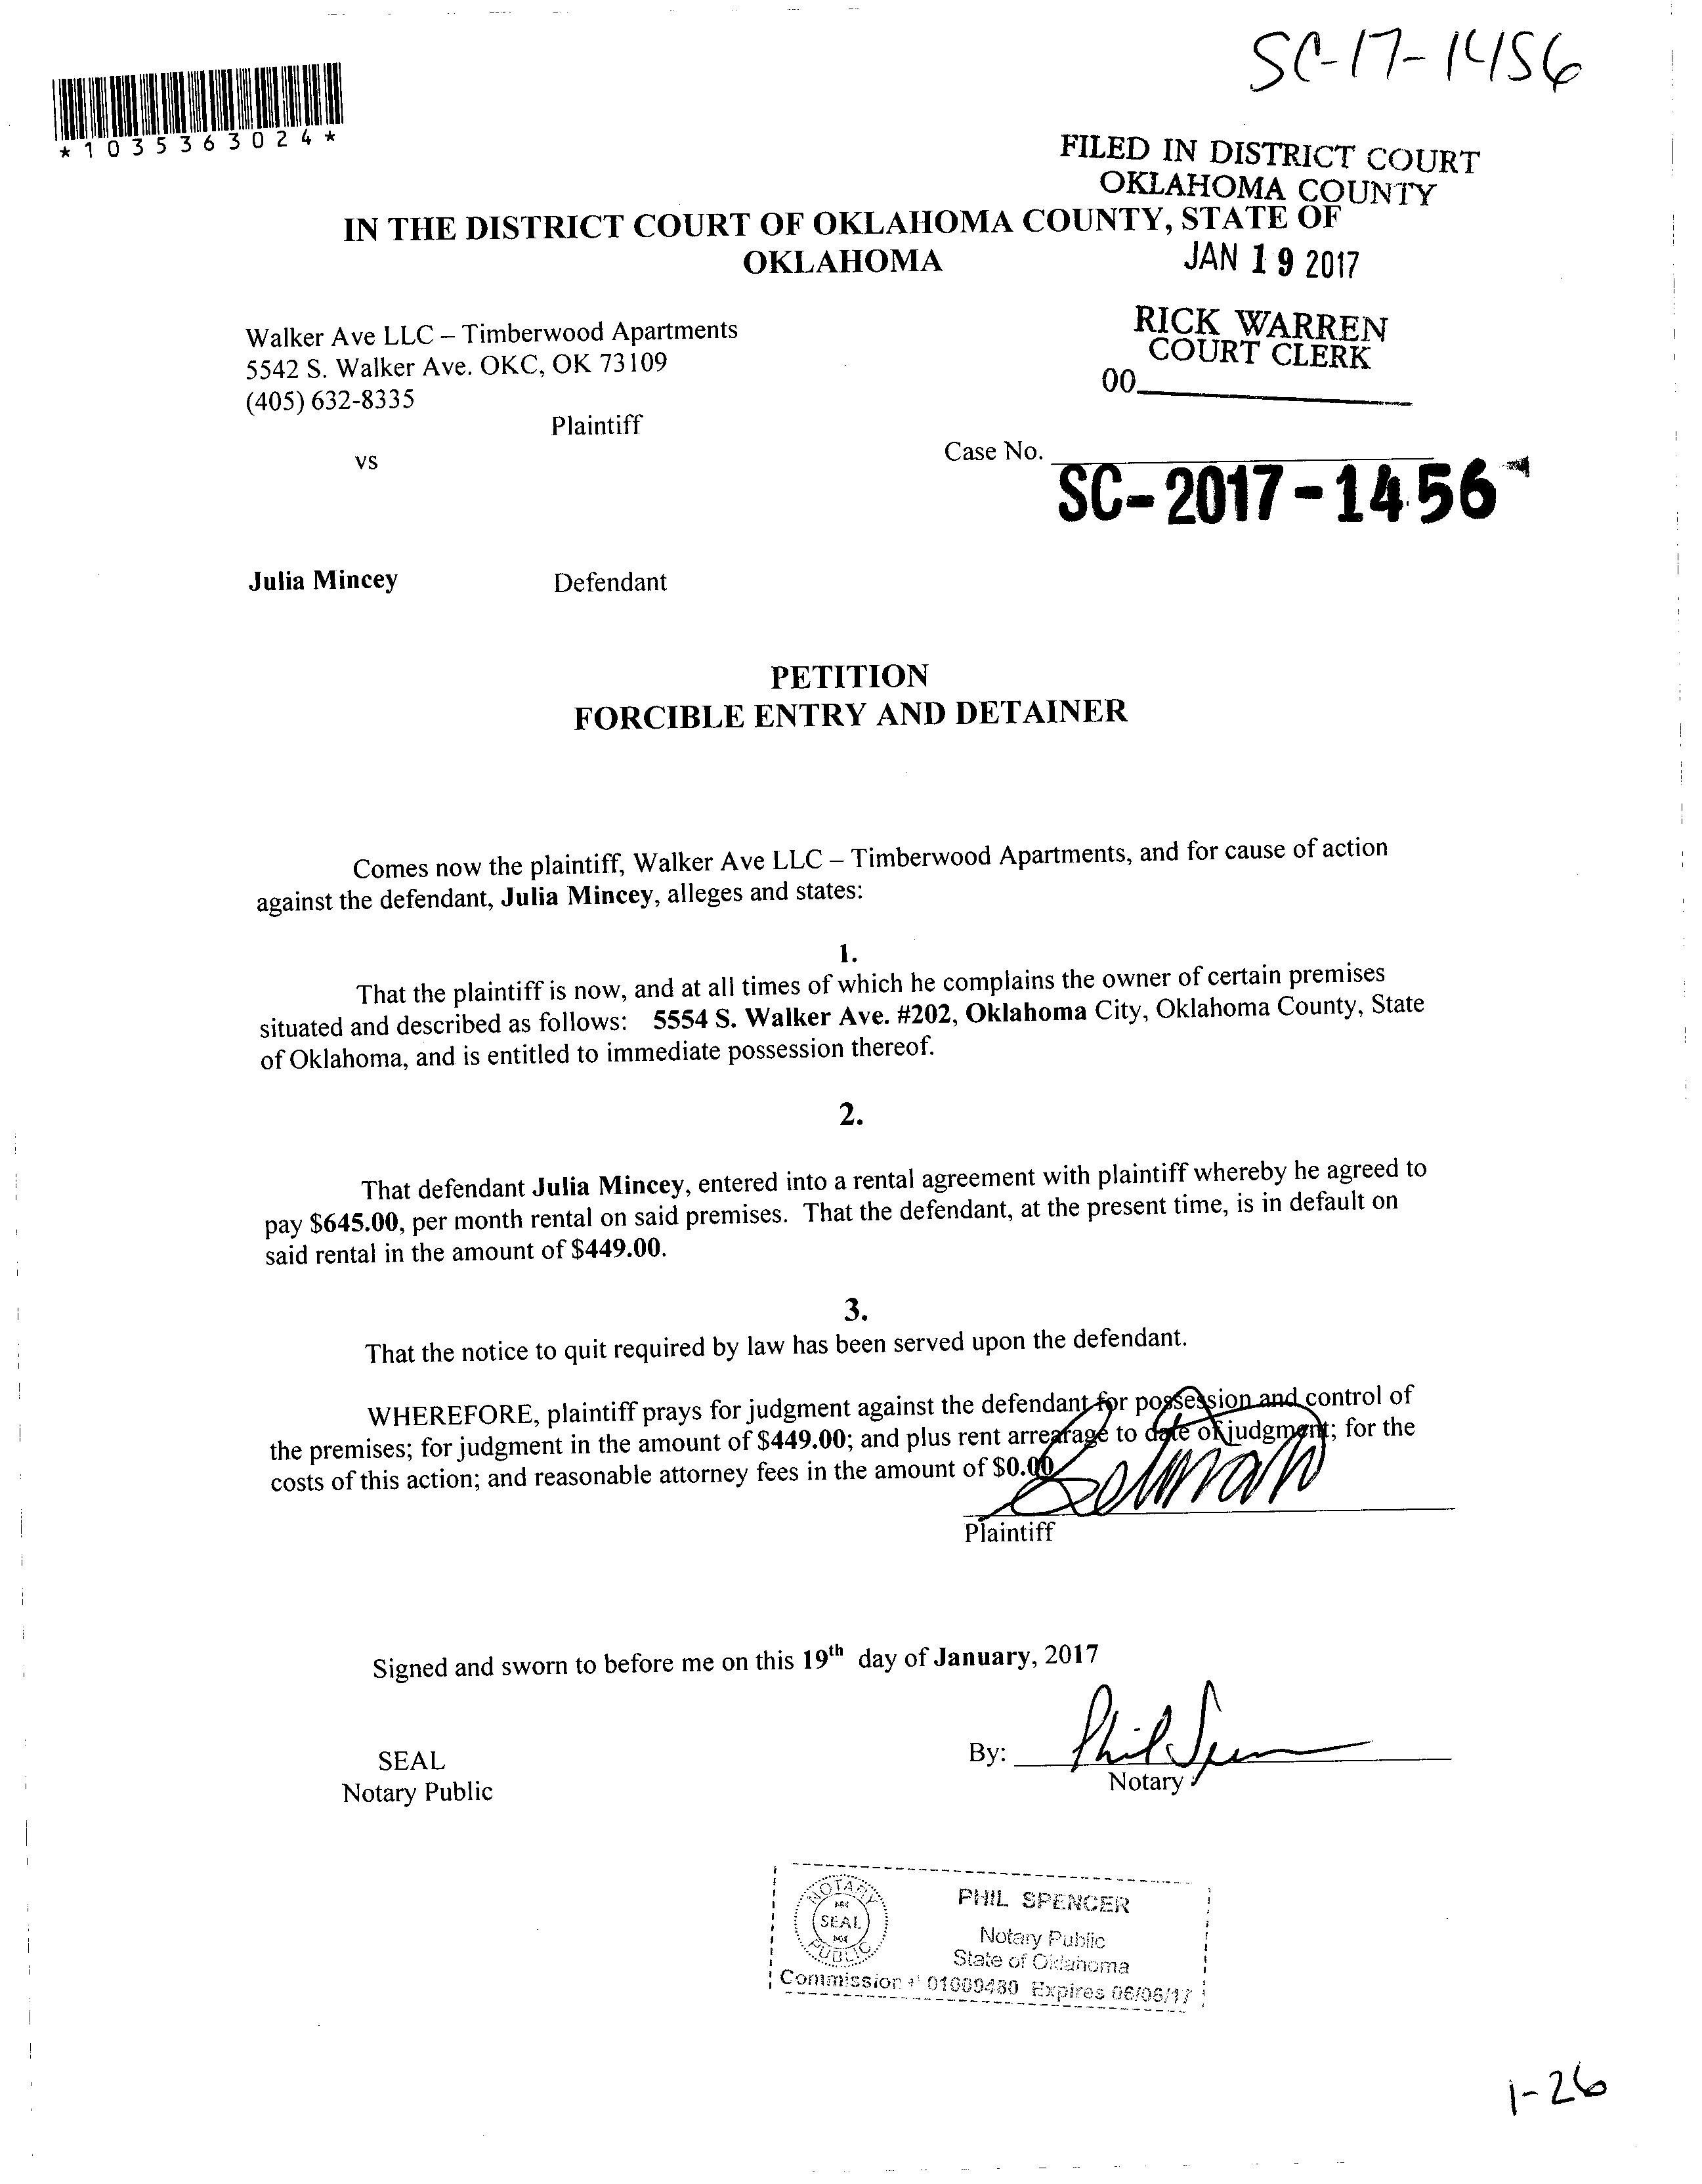 SC-17-1456
*1035363024*
FILED IN DISTRICT COURT
OKLAHOMA COUNTY
IN THE DISTRICT COURT OF OKLAHOMA COUNTY, STATE OF
OKLAHOMA
JAN 19 2017
Walker Ave LLC – Timberwood Apartments
5542 S. Walker Ave. OKC, OK 73109
(405) 632-8335
Plaintiff
RICK WARREN
COURT CLERK
00
vs
Case No.
SC-2017-1456
Julia Mincey Defendant
PETITION
FORCIBLE ENTRY AND DETAINER
Comes now the plaintiff, Walker Ave LLC – Timberwood Apartments, and for cause of action
against the defendant, Julia Mincey, alleges and states:
1.
That the plaintiff is now, and at all times of which he complains the owner of certain premises
situated and described as follows: 5554 S. Walker Ave. #202, Oklahoma City, Oklahoma County, State
of Oklahoma, and is entitled to immediate possession thereof.
2.
That defendant Julia Mincey, entered into a rental agreement with plaintiff whereby he agreed to
pay $645.00, per month rental on said premises. That the defendant, at the present time, is in default on
said rental in the amount of $449.00.
3.
That the notice to quit required by law has been served upon the defendant.
WHEREFORE, plaintiff prays for judgment against the defendant for possession and control of
the premises; for judgment in the amount of $449.00; and plus rent arrearage to date of judgment; for the
costs of this action; and reasonable attorney fees in the amount of $0.00
Plaintiff
Signed and sworn to before me on this 19th day of January, 2017
SEAL
Notary Public
By: Phil Spencer
Notary
NOTARY
SEAL
PUBLIC
PHIL SPENCER
Notary Public
State of Oklahoma
Commission # 01009480 Expires 06/06/17
1-26